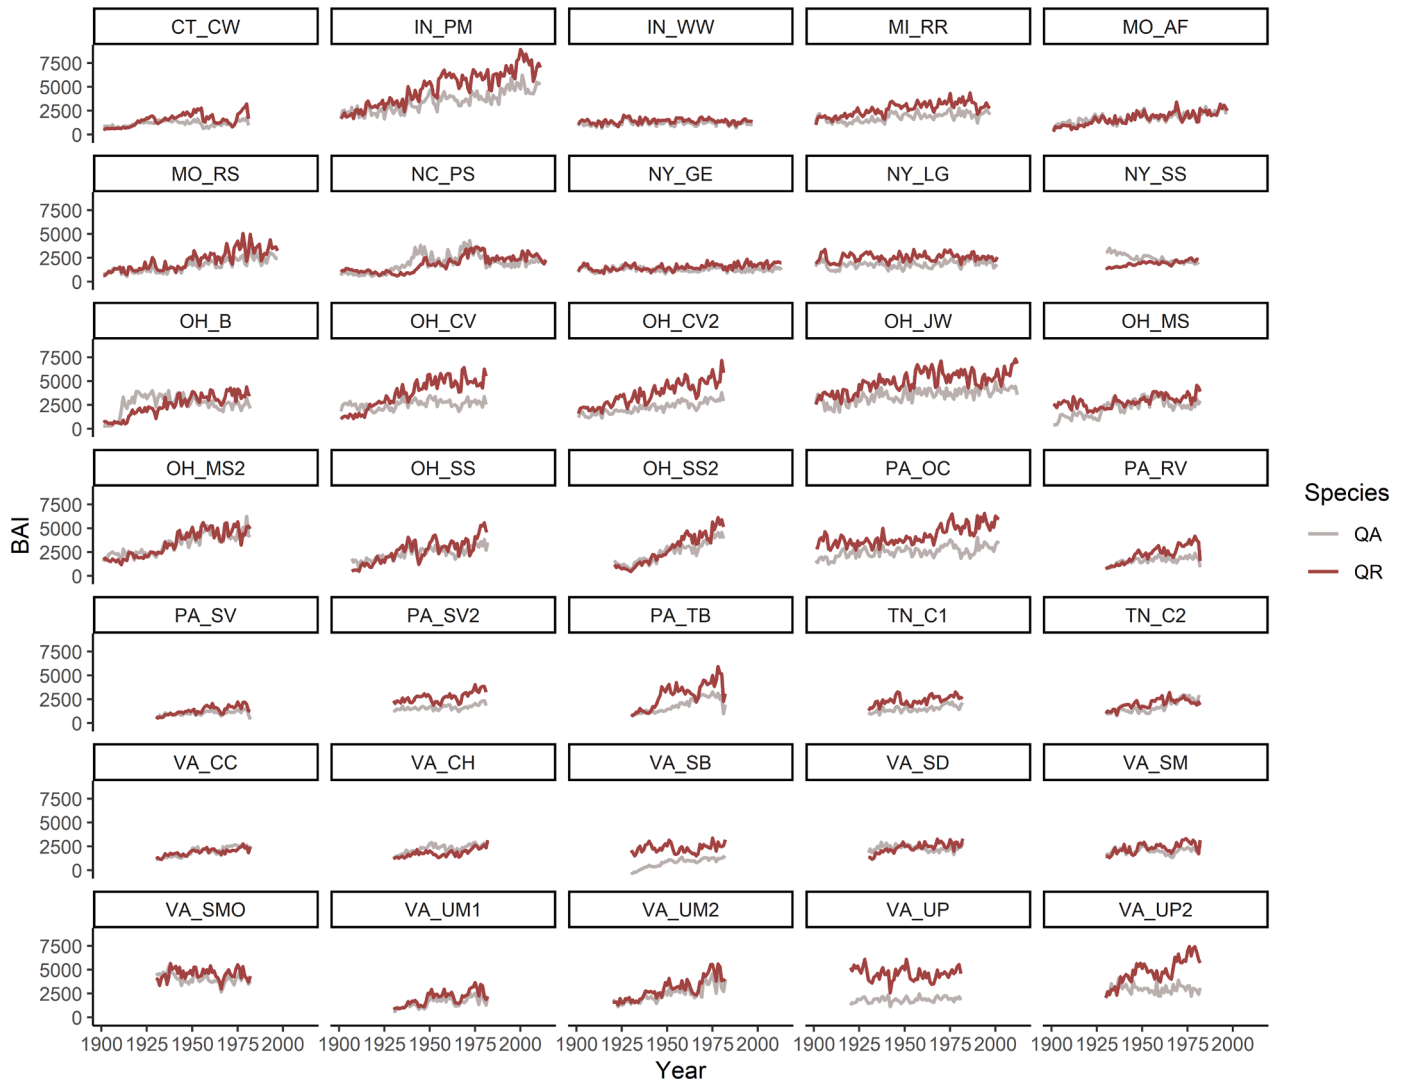 CT_CW IN_PM IN_WW MI_RR MO_AF
7500
5000
2500
0
MO_RS NC_PS NY_GE NY_LG NY_SS
7500
5000
2500
0
OH_B OH_CV OH_CV2 OH_JW OH_MS
7500
5000
2500
0
OH_MS2 OH_SS OH_SS2 PA_OC PA_RV
7500
5000
2500
0
BAI
Species
QA
QR
PA_SV PA_SV2 PA_TB TN_C1 TN_C2
7500
5000
2500
0
VA_CC VA_CH VA_SB VA_SD VA_SM
7500
5000
2500
0
VA_SMO VA_UM1 VA_UM2 VA_UP VA_UP2
7500
5000
2500
0
1900 1925 1950 1975 2000 1900 1925 1950 1975 2000 1900 1925 1950 1975 2000 1900 1925 1950 1975 2000 1900 1925 1950 1975 2000
Year